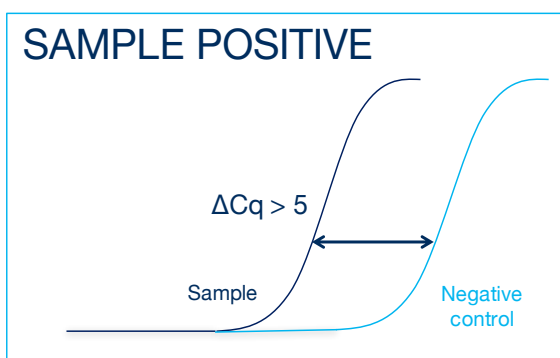 SAMPLE POSITIVE
ΔCq > 5
Sample
Negative
control